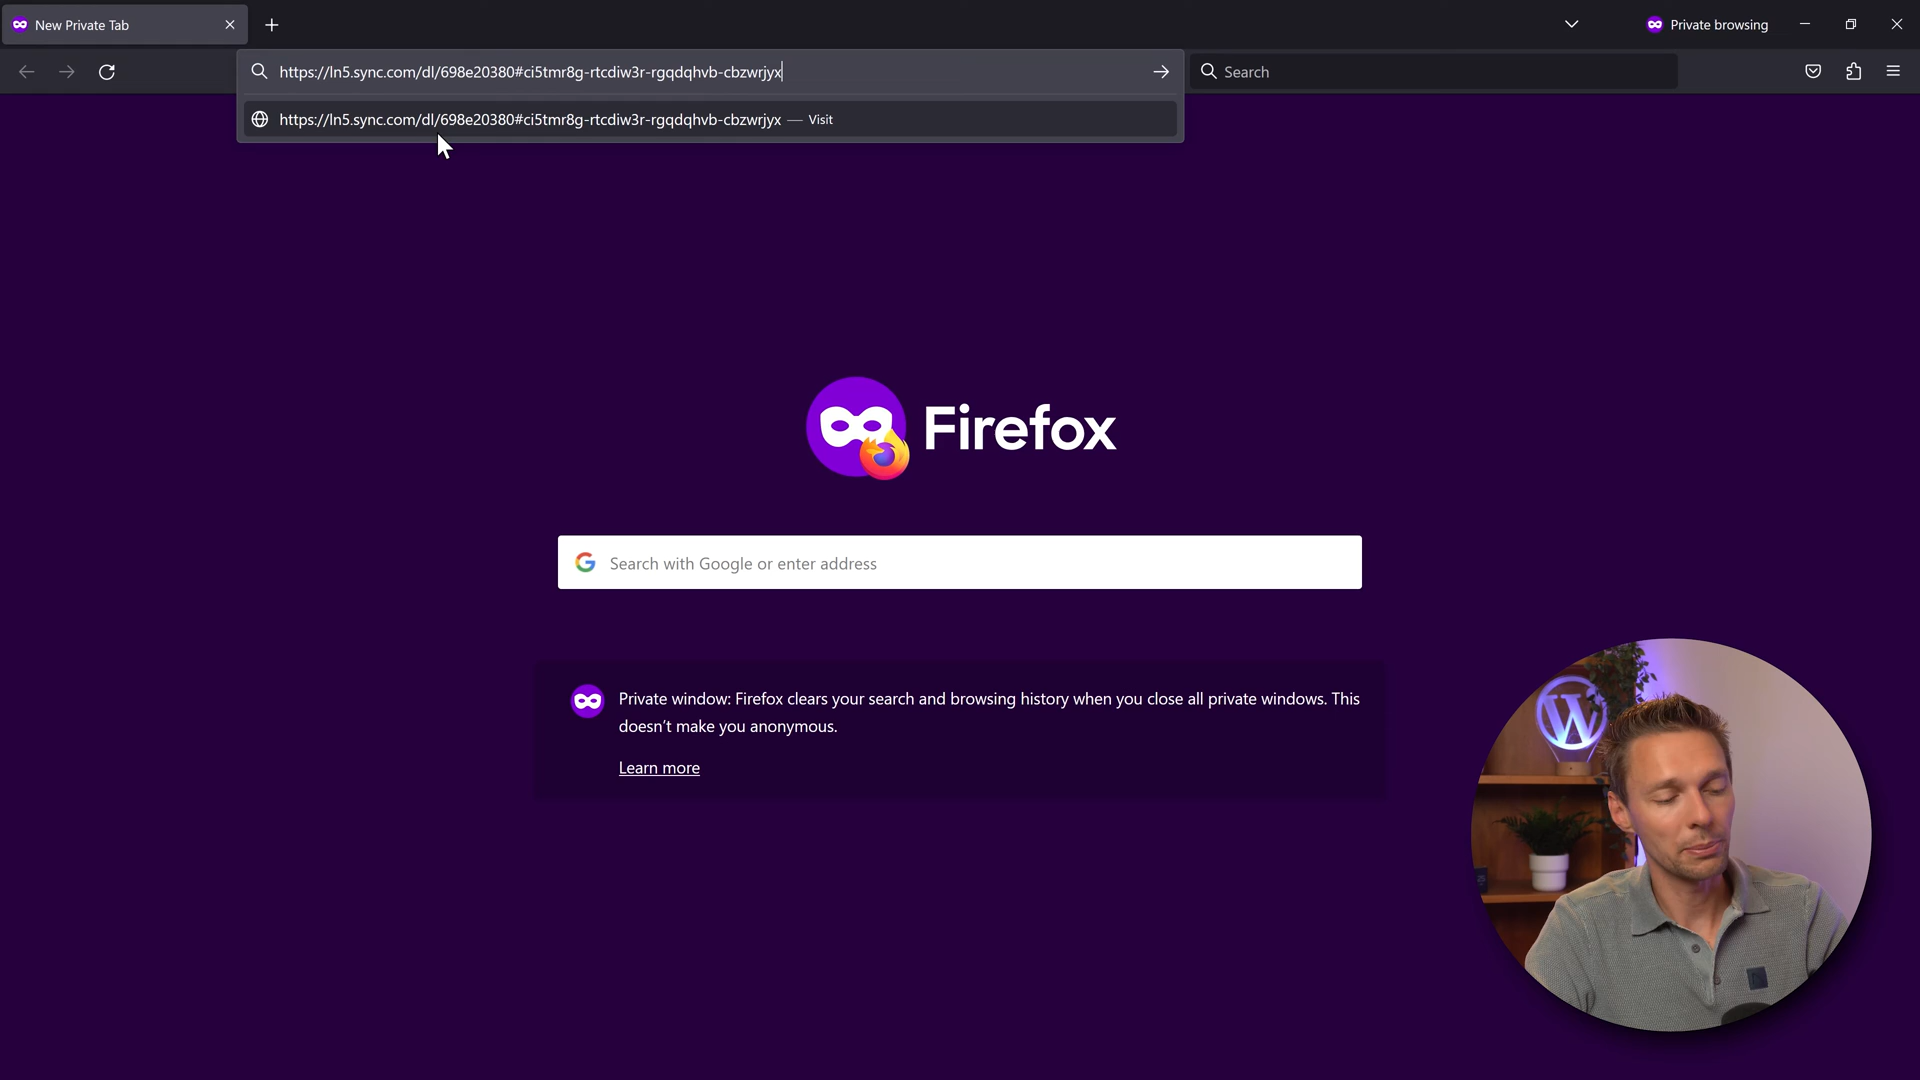 New Private Tab
Private browsing
https://ln5.sync.com/dl/698e20380#ci5tmr8g-rtcdiw3r-rgqdqhvb-cbzwrjyx
Search
https://ln5.sync.com/dl/698e20380#ci5tmr8g-rtcdiw3r-rgqdqhvb-cbzwrjyx — Visit
Firefox
Search with Google or enter address
Private window: Firefox clears your search and browsing history when you close all private windows. This
doesn’t make you anonymous.
Learn more